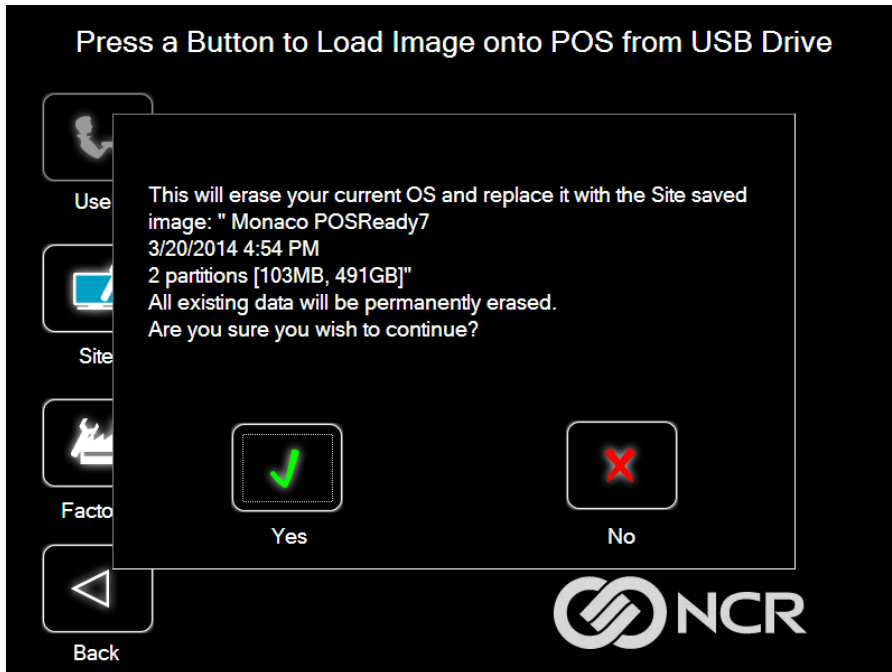 Press a Button to Load Image onto POS from USB Drive
Use
This will erase your current OS and replace it with the Site saved
image: " Monaco POSReady7
3/20/2014 4:54 PM
2 partitions [103MB, 491GB]"
All existing data will be permanently erased.
Are you sure you wish to continue?
Site
Facto
Yes
No
Back
NCR